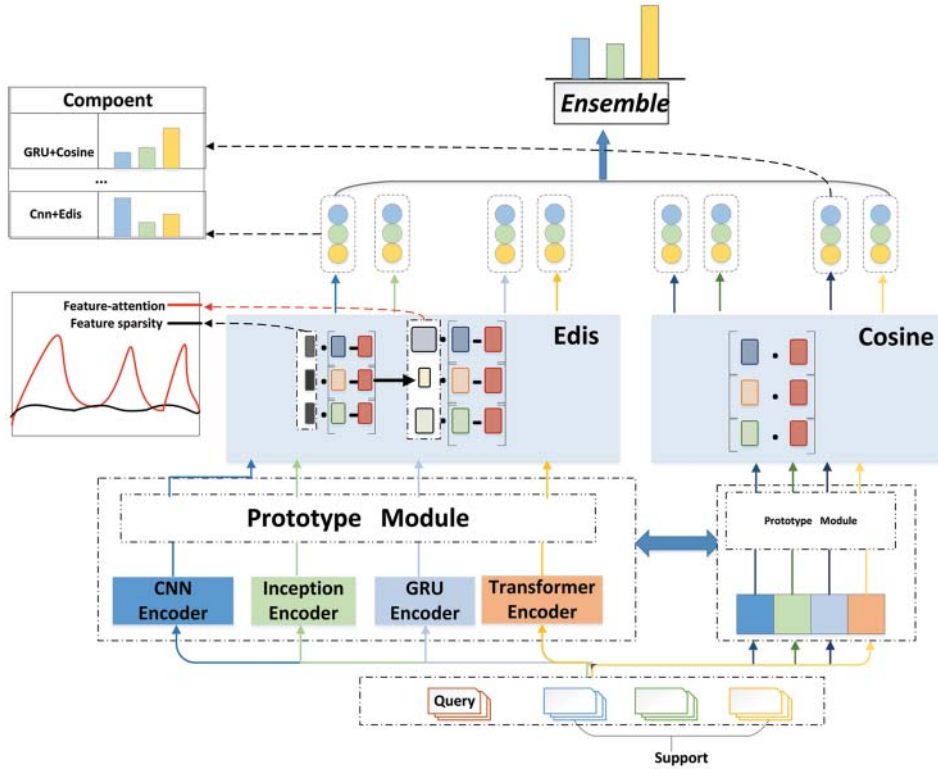 Ensemble
Compoent
GRU+Cosine
...
Cnn+Edis
Feature-attention
Feature sparsity
Edis
Cosine
Prototype Module
Prototype Module
CNN
Encoder
Inception
Encoder
GRU
Encoder
Transformer
Encoder
Query
Support